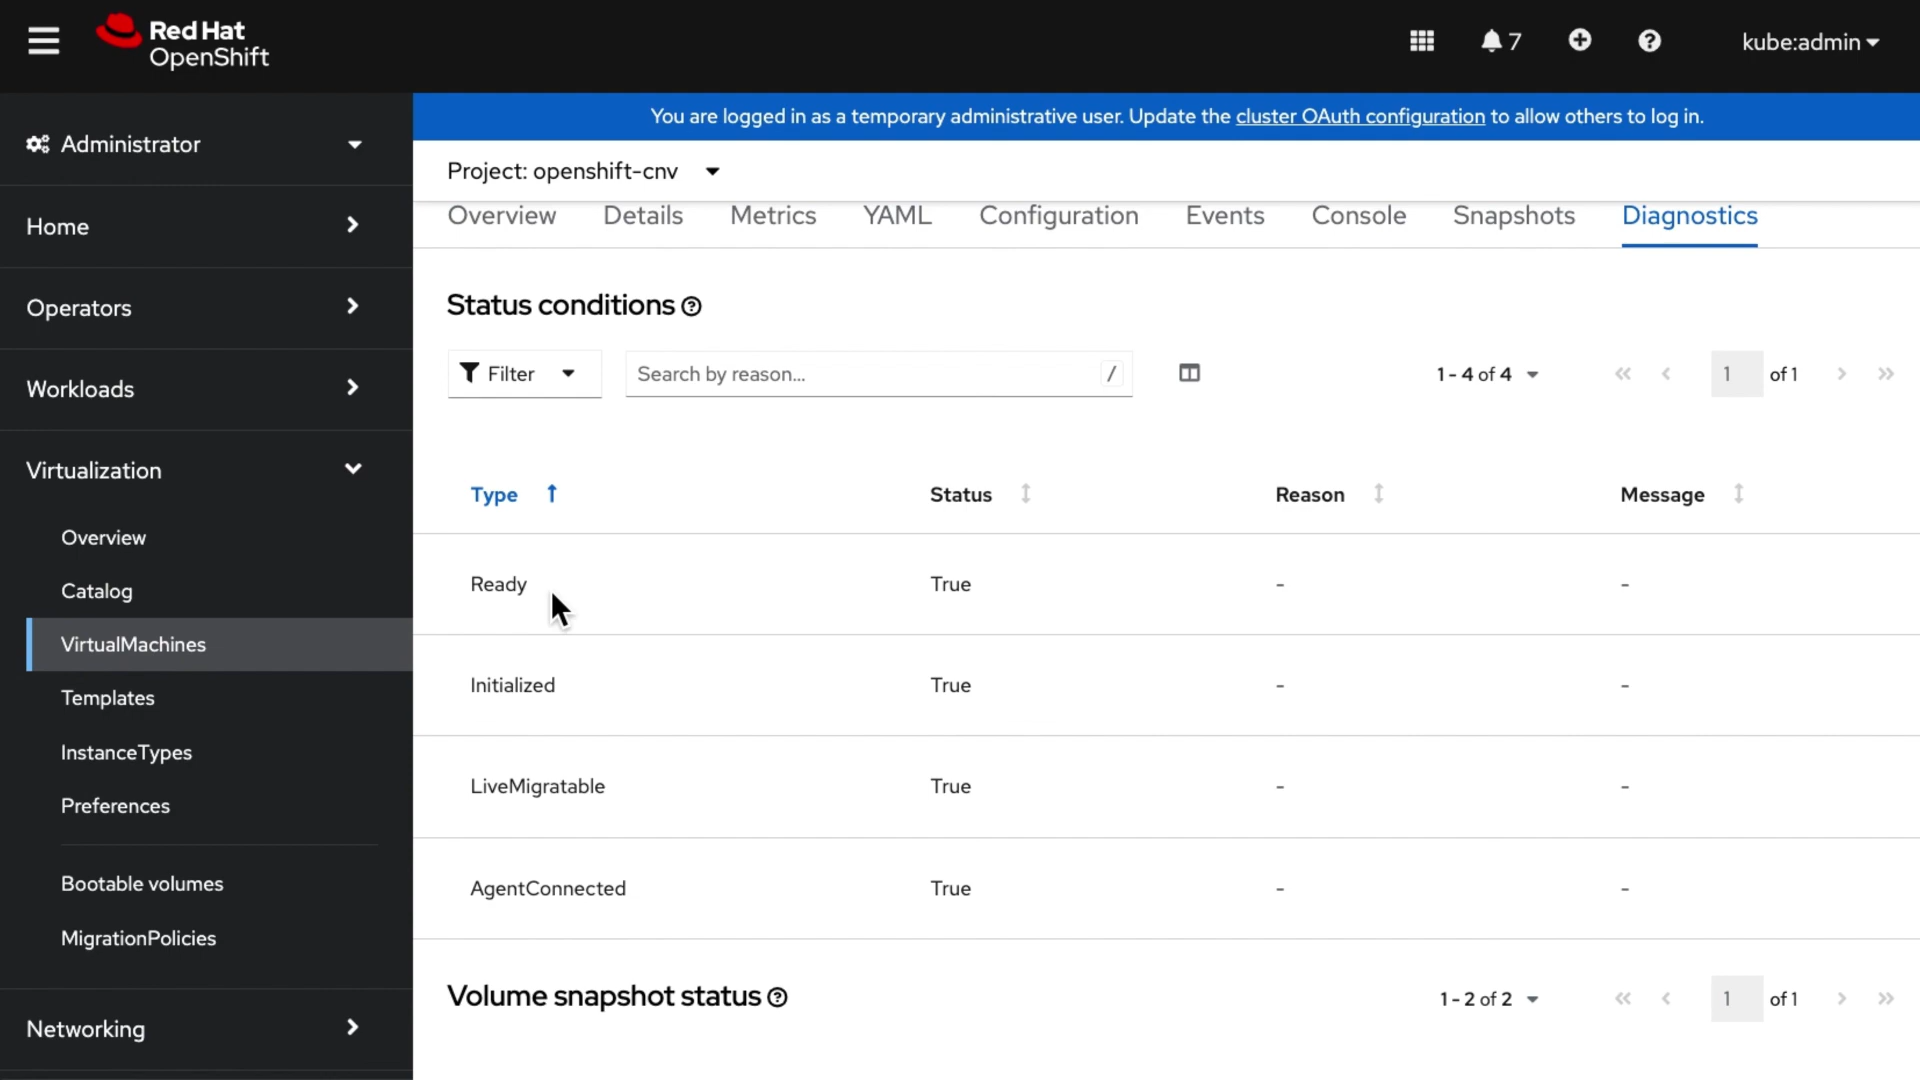 Red Hat
OpenShift
7
kube:admin
Administrator
You are logged in as a temporary administrative user. Update the cluster OAuth configuration to allow others to log in.
Project: openshift-cnv
Home
Operators
Workloads
Virtualization
Overview
Catalog
VirtualMachines
Templates
InstanceTypes
Preferences
Bootable volumes
MigrationPolicies
Networking
Overview Details Metrics YAML Configuration Events Console Snapshots Diagnostics
Status conditions
Filter Search by reason... / 1 - 4 of 4 1 of 1
Type Status Reason Message
Ready True - -
Initialized True - -
LiveMigratable True - -
AgentConnected True - -
Volume snapshot status 1 - 2 of 2 1 of 1